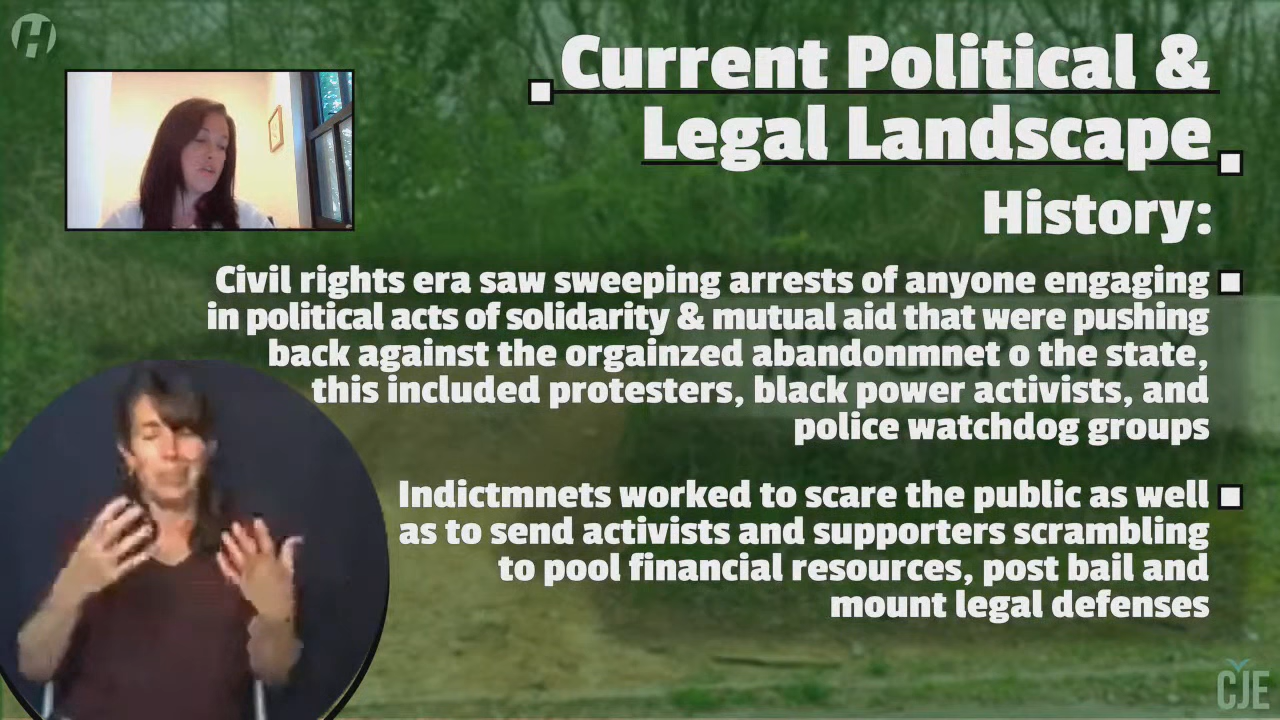 H
Current Political &
Legal Landscape
History:
Civil rights era saw sweeping arrests of anyone engaging
in political acts of solidarity & mutual aid that were pushing
back against the orgainzed abandonmnet o the state,
this included protesters, black power activists, and
police watchdog groups
Indictmnets worked to scare the public as well
as to send activists and supporters scrambling
to pool financial resources, post bail and
mount legal defenses
CJE